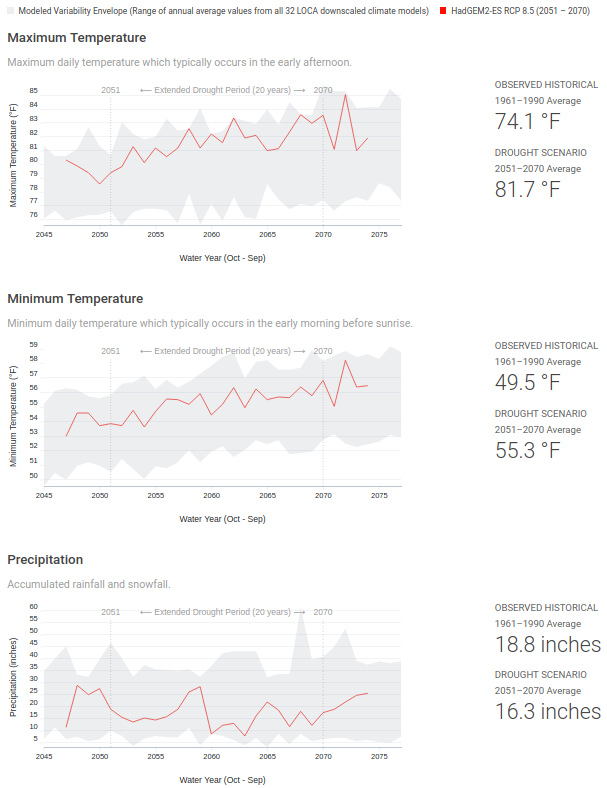 Modeled Variability Envelope (Range of annual average values from all 32 LOCA downscaled climate models) HadGEM2-ES RCP 8.5 (2051 – 2070)
Maximum Temperature
Maximum daily temperature which typically occurs in the early afternoon.
OBSERVED HISTORICAL
1961–1990 Average
74.1 °F
DROUGHT SCENARIO
2051–2070 Average
81.7 °F
2051 ⟵ Extended Drought Period (20 years) ⟶ 2070
Maximum Temperature (°F)
85
84
83
82
81
80
79
78
77
76
2045 2050 2055 2060 2065 2070 2075
Water Year (Oct - Sep)
Minimum Temperature
Minimum daily temperature which typically occurs in the early morning before sunrise.
OBSERVED HISTORICAL
1961–1990 Average
49.5 °F
DROUGHT SCENARIO
2051–2070 Average
55.3 °F
2051 ⟵ Extended Drought Period (20 years) ⟶ 2070
Minimum Temperature (°F)
59
58
57
56
55
54
53
52
51
50
2045 2050 2055 2060 2065 2070 2075
Water Year (Oct - Sep)
Precipitation
Accumulated rainfall and snowfall.
OBSERVED HISTORICAL
1961–1990 Average
18.8 inches
DROUGHT SCENARIO
2051–2070 Average
16.3 inches
2051 ⟵ Extended Drought Period (20 years) ⟶ 2070
Precipitation (inches)
60
55
50
45
40
35
30
25
20
15
10
5
2045 2050 2055 2060 2065 2070 2075
Water Year (Oct - Sep)